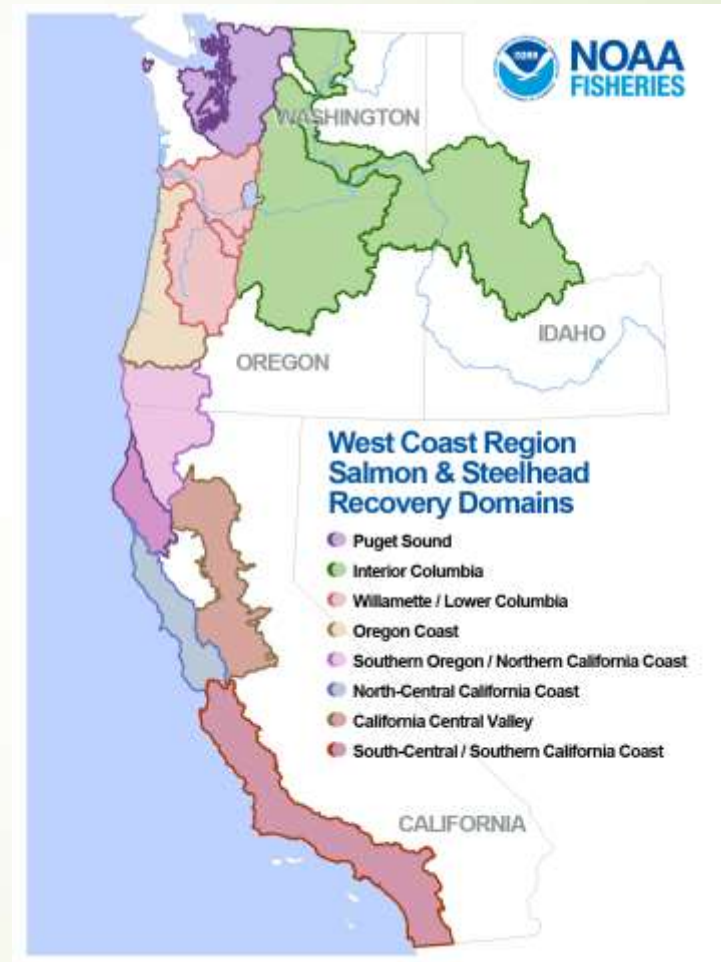 NOAA
NOAA
FISHERIES
WASHINGTON
IDAHO
OREGON
West Coast Region
Salmon & Steelhead
Recovery Domains
Puget Sound
Interior Columbia
Willamette / Lower Columbia
Oregon Coast
Southern Oregon / Northern California Coast
North-Central California Coast
California Central Valley
South-Central / Southern California Coast
CALIFORNIA